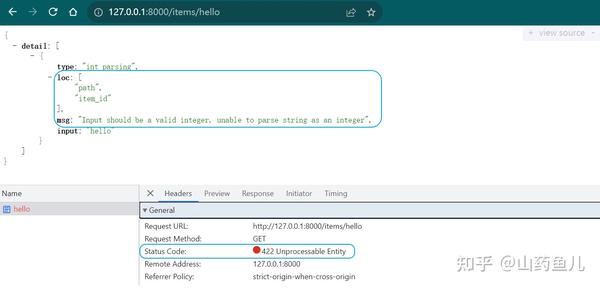 127.0.0.1:8000/items/hello
+ view source
{
- detail: [
- {
type: "int_parsing",
- loc: [
"path",
"item_id"
],
msg: "Input should be a valid integer, unable to parse string as an integer",
input: "hello"
}
]
}
Name
Headers Preview Response Initiator Timing
hello
General
Request URL: http://127.0.0.1:8000/items/hello
Request Method: GET
Status Code: 422 Unprocessable Entity
Remote Address: 127.0.0.1:8000
Referrer Policy: strict-origin-when-cross-origin
知乎 @山药鱼儿